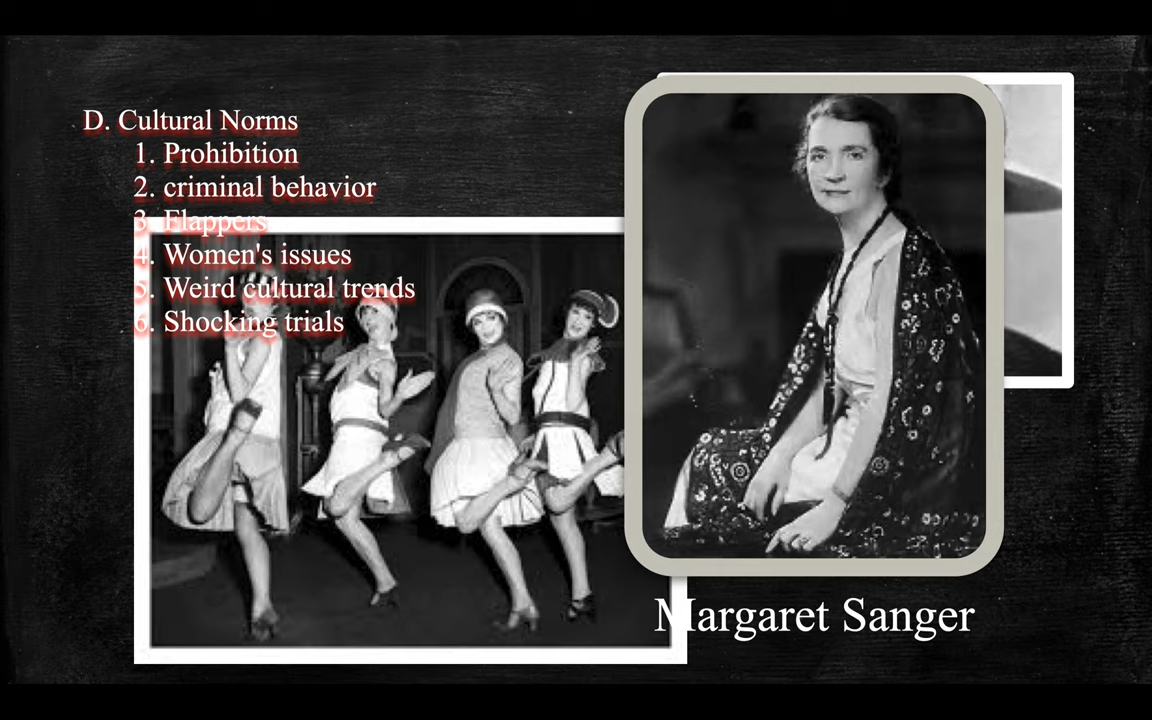 D. Cultural Norms
1. Prohibition
2. criminal behavior
3. Flappers
4. Women's issues
5. Weird cultural trends
6. Shocking trials
Margaret Sanger